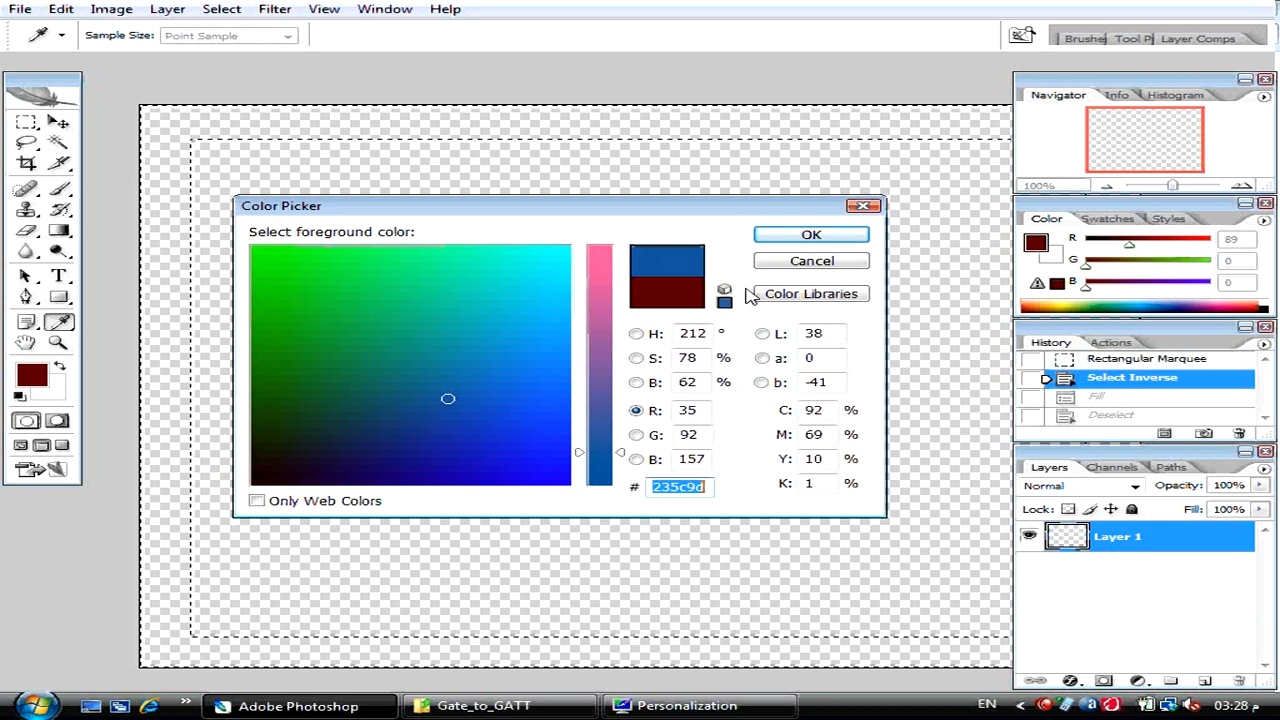 File Edit Image Layer Select Filter View Window Help
Sample Size: Point Sample
Brushe Tool P Layer Comps
Navigator Info Histogram
100%
Color Picker
Select foreground color:
OK
Cancel
Color Libraries
H: 212 °
S: 78 %
B: 62 %
R: 35
G: 92
B: 157
# 235c9d
L: 38
a: 0
b: -41
C: 92 %
M: 69 %
Y: 10 %
K: 1 %
Only Web Colors
Color Swatches Styles
R 89
G 0
B 0
History Actions
Rectangular Marquee
Select Inverse
Fill
Deselect
Layers Channels Paths
Normal Opacity: 100%
Lock: Fill: 100%
Layer 1
T
Adobe Photoshop
Gate_to_GATT
Personalization
EN
03:28 م